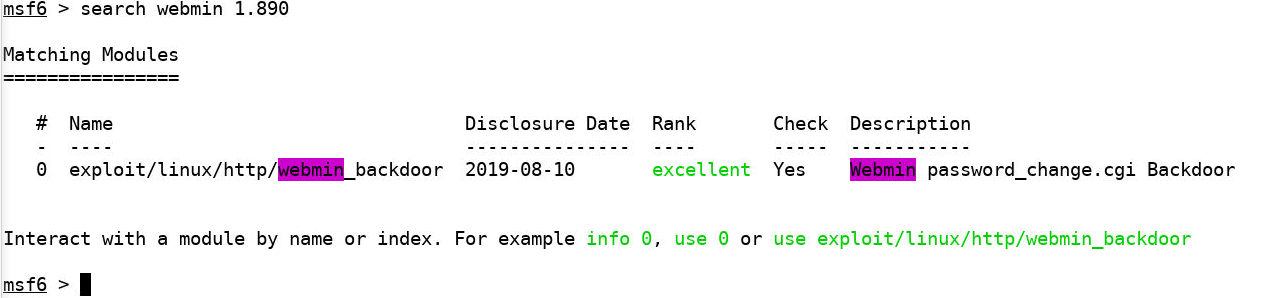 msf6 > search webmin 1.890
Matching Modules
================
# Name Disclosure Date Rank Check Description
- ---- --------------- ---- ----- -----------
0 exploit/linux/http/webmin_backdoor 2019-08-10 excellent Yes Webmin password_change.cgi Backdoor
Interact with a module by name or index. For example info 0, use 0 or use exploit/linux/http/webmin_backdoor
msf6 >